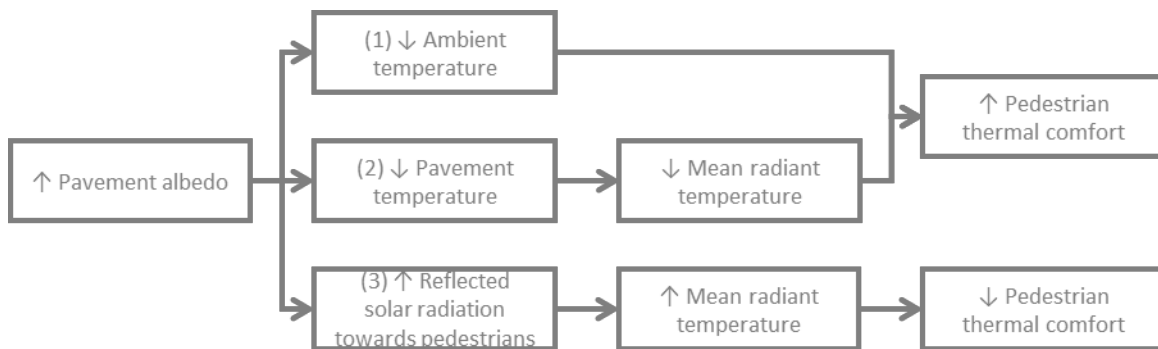 (1) ↓ Ambient
temperature
↑ Pedestrian
thermal comfort
↑ Pavement albedo
(2) ↓ Pavement
temperature
↓ Mean radiant
temperature
(3) ↑ Reflected
solar radiation
towards pedestrians
↑ Mean radiant
temperature
↓ Pedestrian
thermal comfort